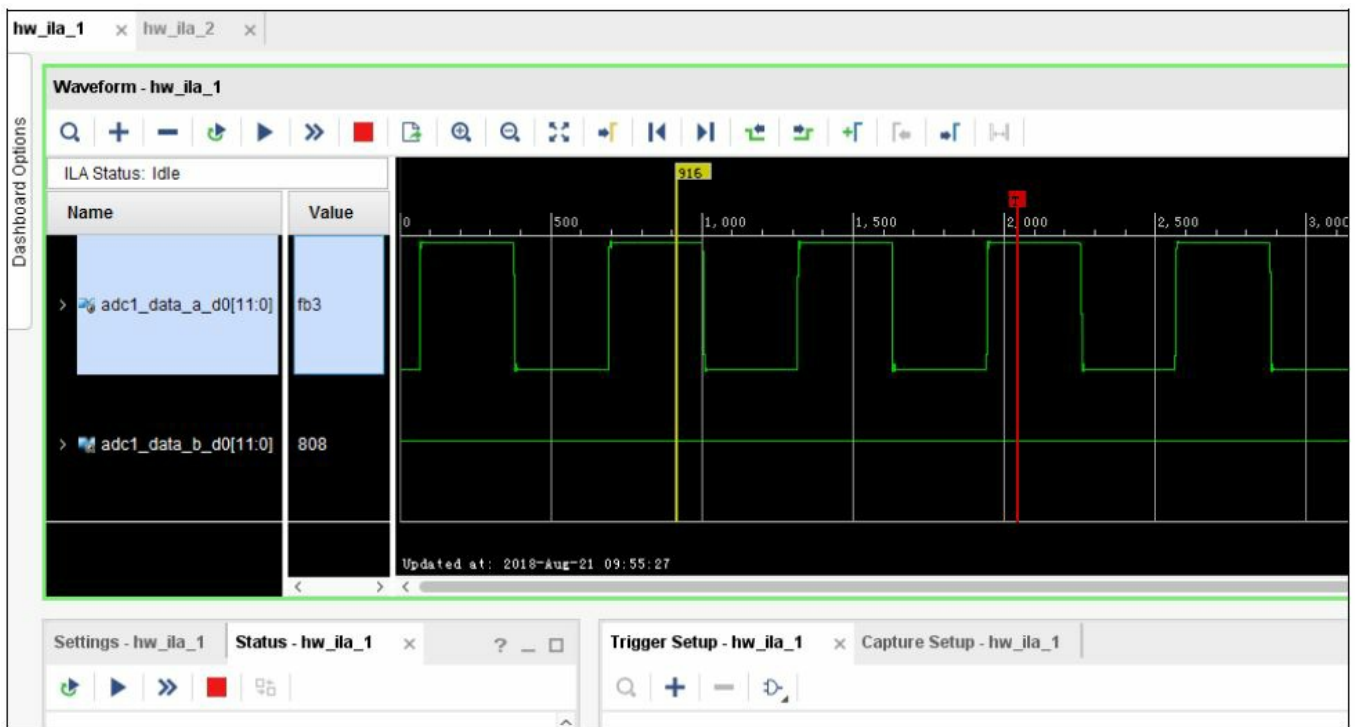 hw_ila_1 × hw_ila_2 ×
Dashboard Options
Waveform - hw_ila_1
ILA Status: Idle
Name Value
916
T
0 500 1,000 1,500 2,000 2,500 3,000
adc1_data_a_d0[11:0] fb3
adc1_data_b_d0[11:0] 808
Updated at: 2018-Aug-21 09:55:27
Settings - hw_ila_1 Status - hw_ila_1 × ? _ □
Trigger Setup - hw_ila_1 × Capture Setup - hw_ila_1